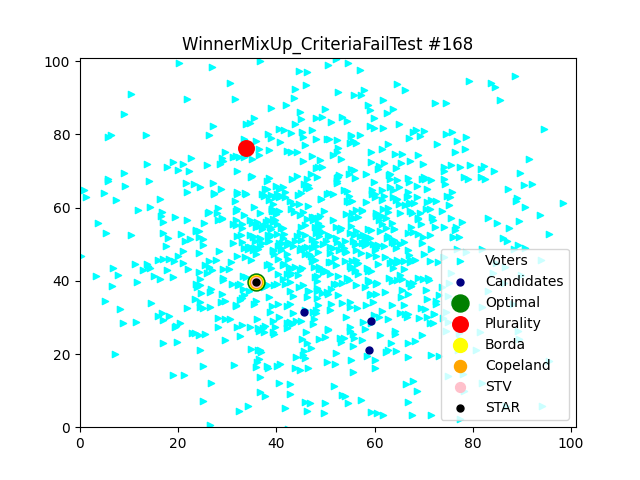 WinnerMixUp_CriteriaFailTest #168
100
80
60
40
20
0
0
20
40
60
80
100
Voters
Candidates
Optimal
Plurality
Borda
Copeland
STV
STAR